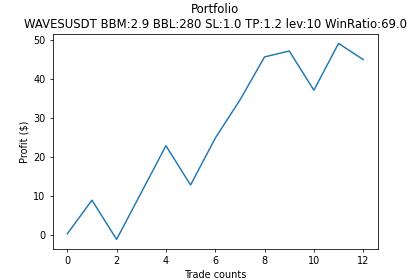 Portfolio
WAVESUSDT BBM:2.9 BBL:280 SL:1.0 TP:1.2 lev:10 WinRatio:69.0
50
40
30
20
10
0
Profit ($)
0 2 4 6 8 10 12
Trade counts